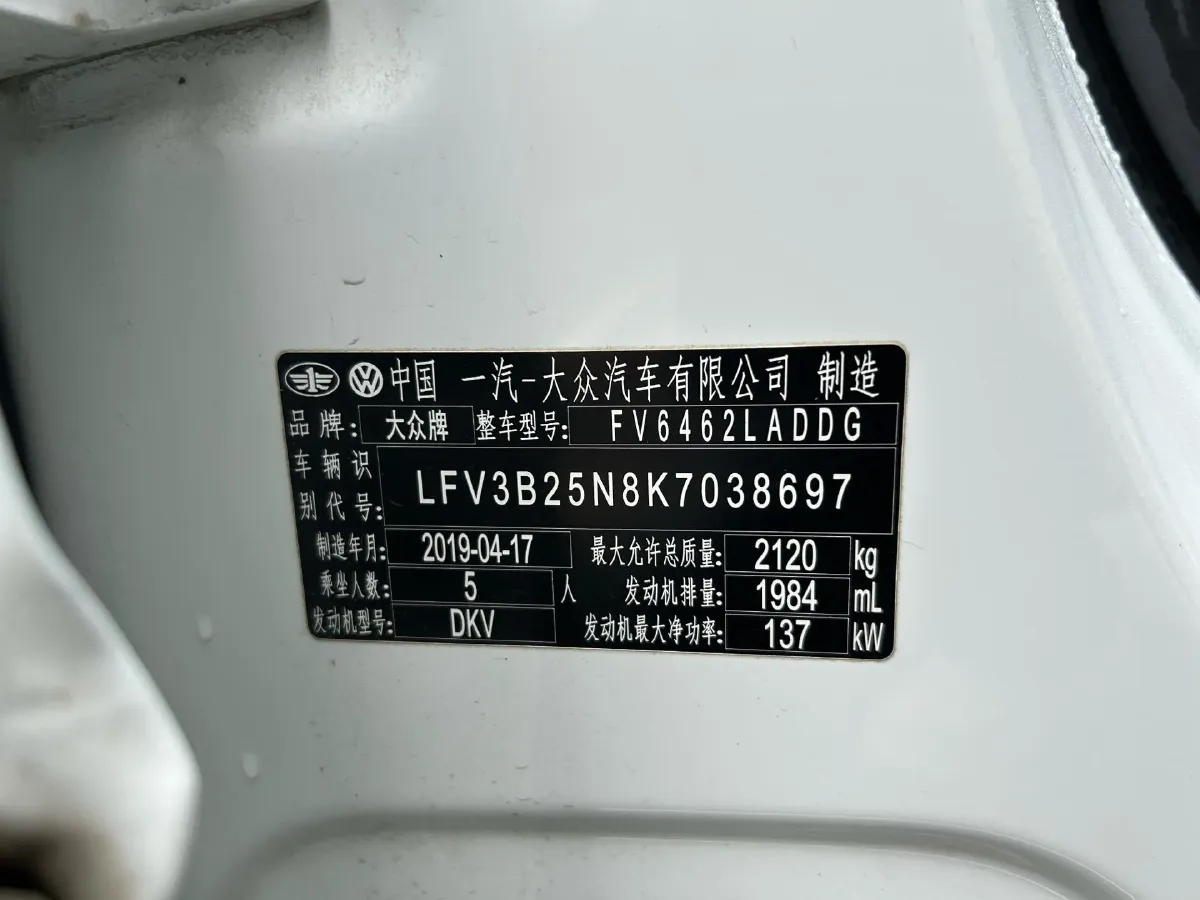 中国 一汽-大众汽车有限公司 制造
品牌: 大众牌 整车型号: FV6462LADDG
车辆识别代号: LFV3B25N8K7038697
制造年月: 2019-04-17 最大允许总质量: 2120 kg
乘坐人数: 5 人 发动机排量: 1984 mL
发动机型号: DKV 发动机最大净功率: 137 kW